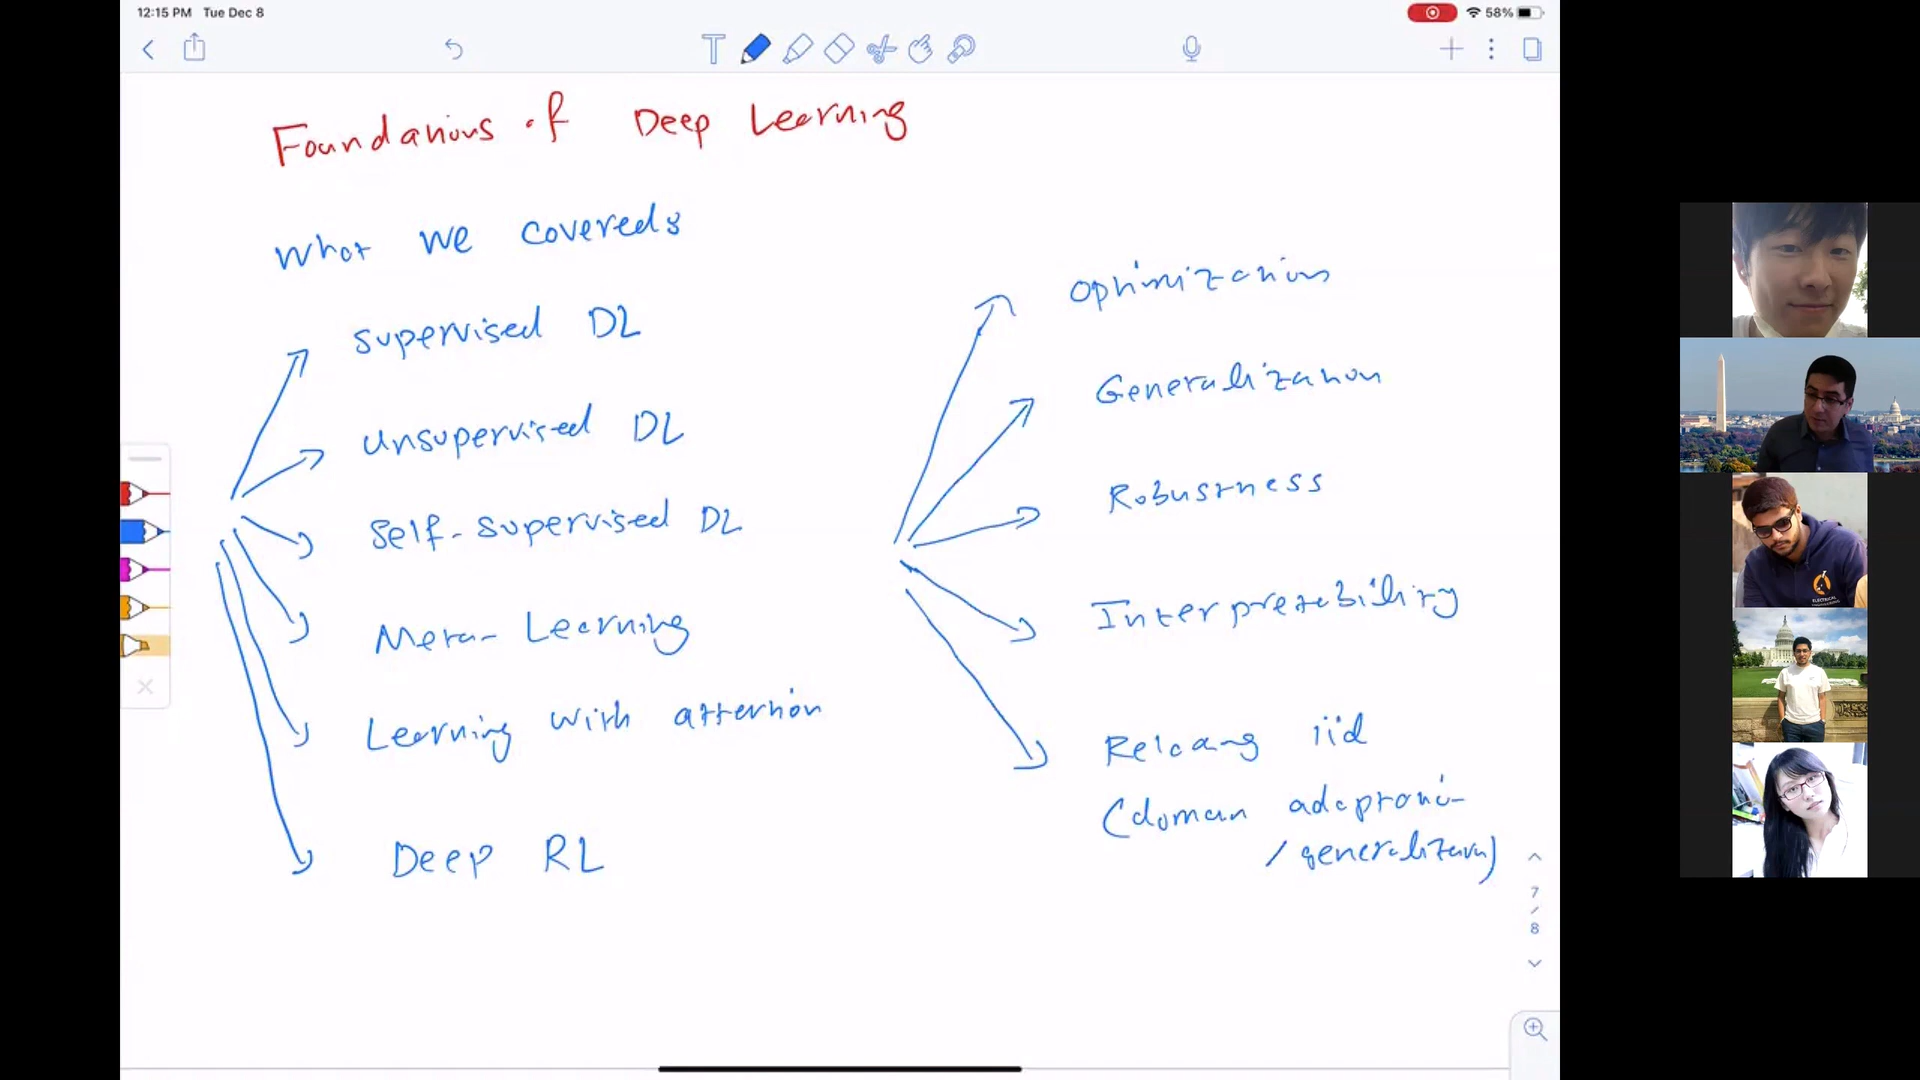 12:15 PM Tue Dec 8
58%
Foundations of Deep Learning
What we covered:
Supervised DL
Unsupervised DL
Self-supervised DL
Meta-Learning
Learning with attention
Deep RL
Optimization
Generalization
Robustness
Interpretability
Relaxing iid
(domain adaptation
/generalization)
7
/
8